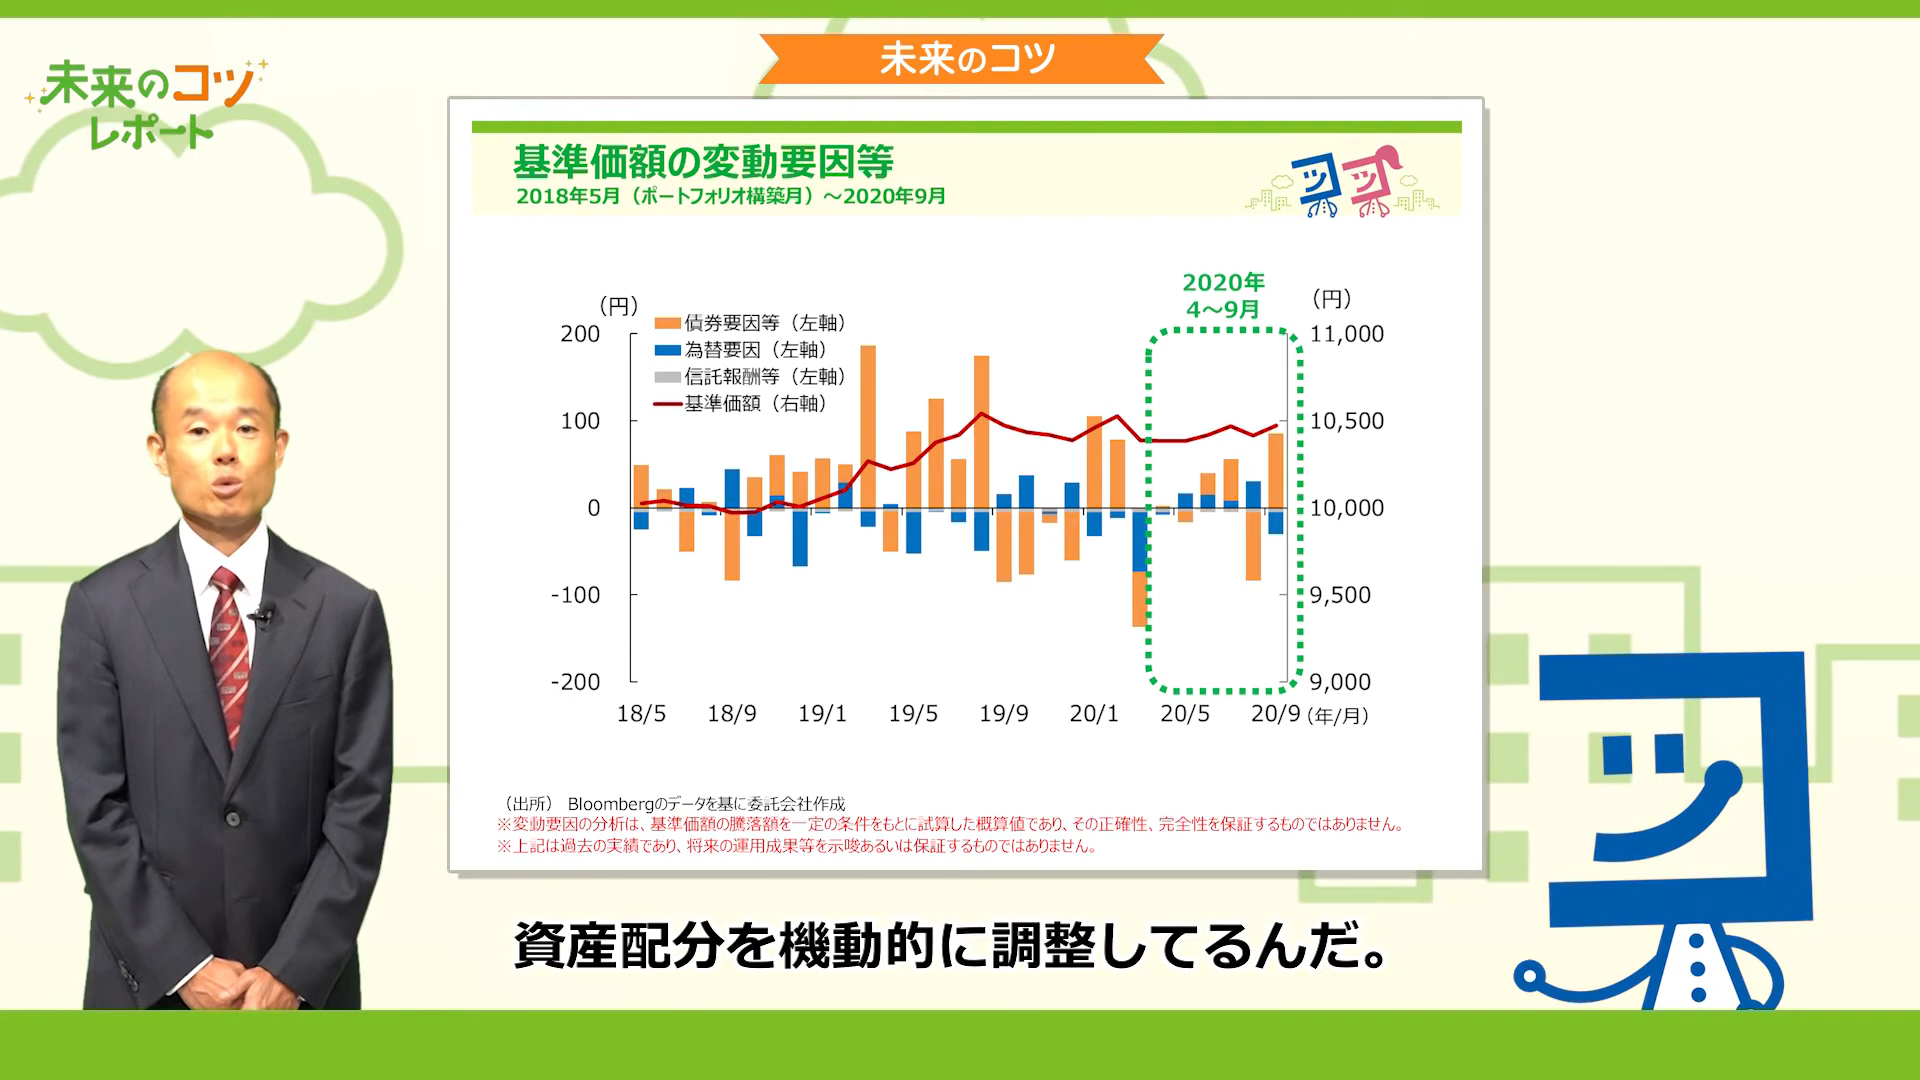 未来のコツ
未来のコツ
レポート
基準価額の変動要因等
2018年5月（ポートフォリオ構築月）～2020年9月
2020年
4～9月
（円）
（円）
債券要因等（左軸）
為替要因（左軸）
信託報酬等（左軸）
基準価額（右軸）
200
100
0
-100
-200
11,000
10,500
10,000
9,500
9,000
18/5 18/9 19/1 19/5 19/9 20/1 20/5 20/9 （年/月）
（出所） Bloombergのデータを基に委託会社作成
※変動要因の分析は、基準価額の騰落額を一定の条件をもとに試算した概算値であり、その正確性、完全性を保証するものではありません。
※上記は過去の実績であり、将来の運用成果等を示唆あるいは保証するものではありません。
資産配分を機動的に調整してるんだ。